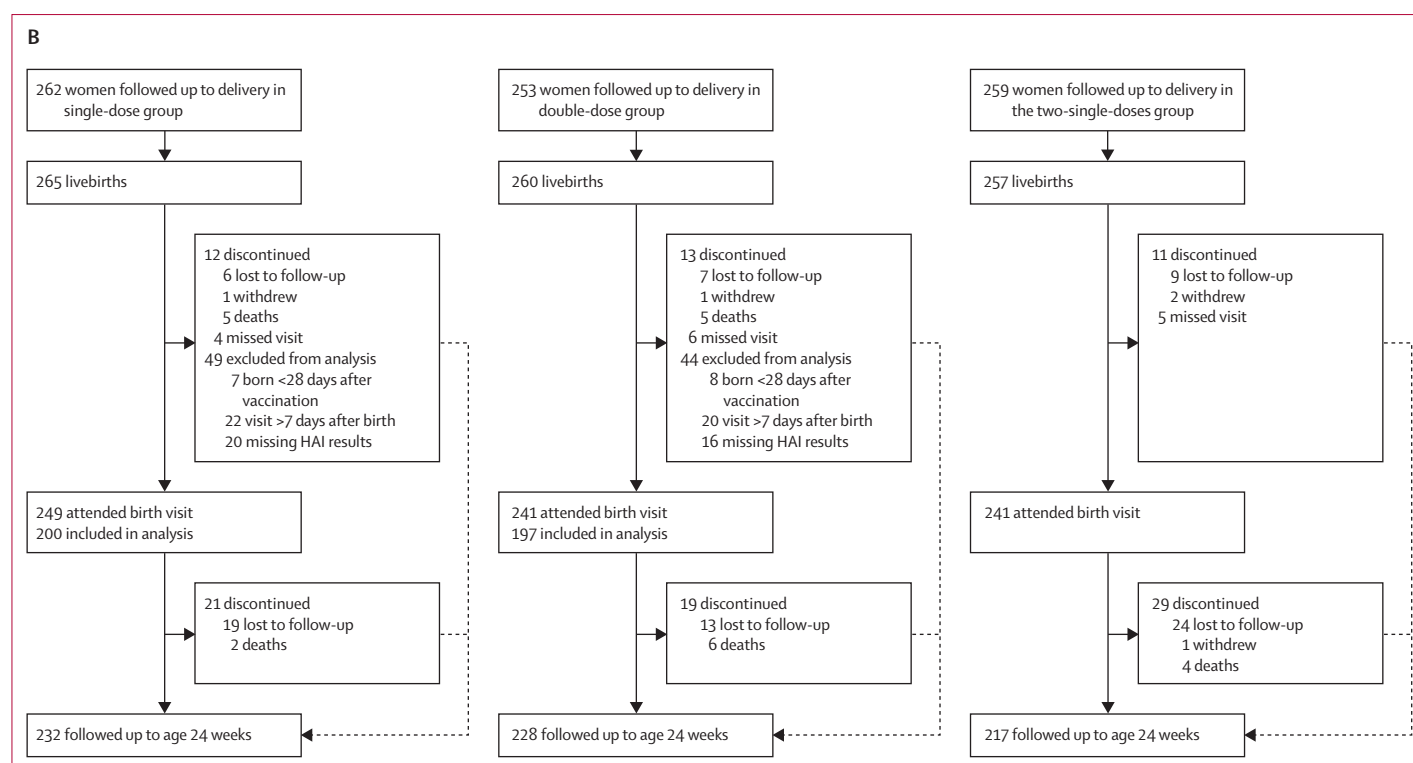 B
262 women followed up to delivery in
single-dose group
265 livebirths
12 discontinued
6 lost to follow-up
1 withdrew
5 deaths
4 missed visit
49 excluded from analysis
7 born <28 days after
vaccination
22 visit >7 days after birth
20 missing HAI results
249 attended birth visit
200 included in analysis
21 discontinued
19 lost to follow-up
2 deaths
232 followed up to age 24 weeks
253 women followed up to delivery in
double-dose group
260 livebirths
13 discontinued
7 lost to follow-up
1 withdrew
5 deaths
6 missed visit
44 excluded from analysis
8 born <28 days after
vaccination
20 visit >7 days after birth
16 missing HAI results
241 attended birth visit
197 included in analysis
19 discontinued
13 lost to follow-up
6 deaths
228 followed up to age 24 weeks
259 women followed up to delivery in
the two-single-doses group
257 livebirths
11 discontinued
9 lost to follow-up
2 withdrew
5 missed visit
241 attended birth visit
29 discontinued
24 lost to follow-up
1 withdrew
4 deaths
217 followed up to age 24 weeks